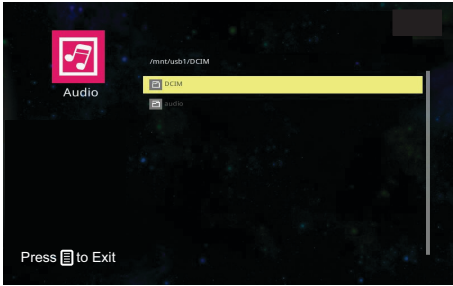 /mnt/usb1/DCIM
Audio
DCIM
audio
Press to Exit